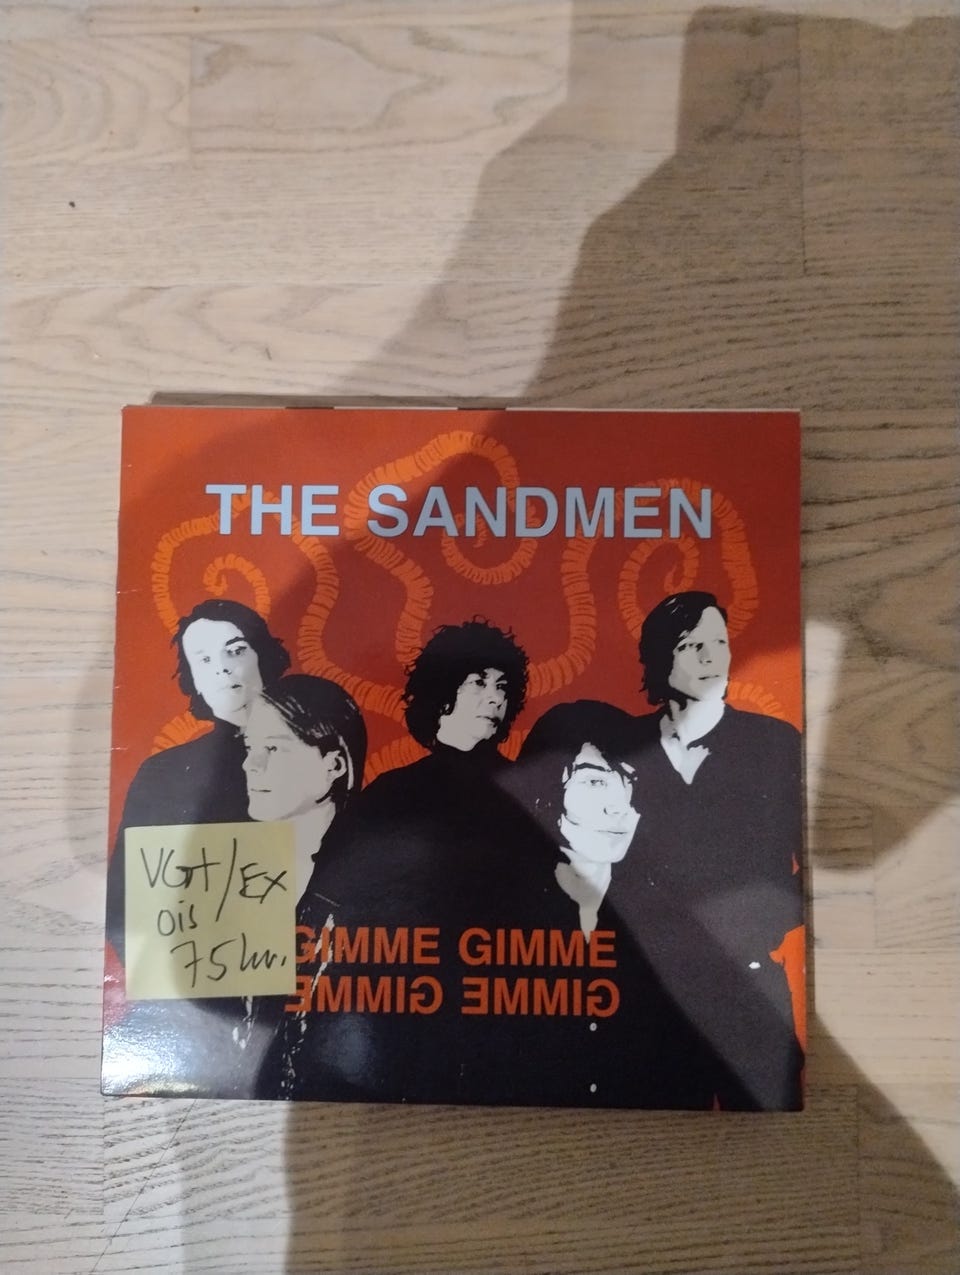 THE SANDMEN
VG+/EX
ois
75 kr.
GIMME GIMME
GIMME GIMME